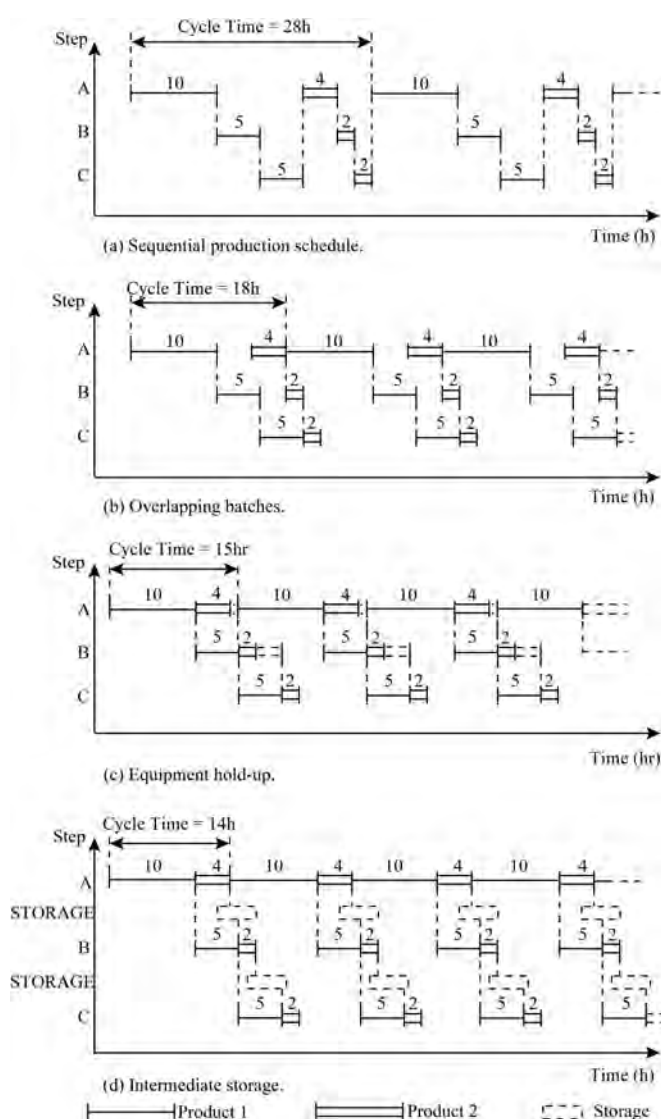 Step
Cycle Time = 28h
A 10 4 10 4
B 5 2 5 2
C 5 2 5 2
Time (h)
(a) Sequential production schedule.
Step
Cycle Time = 18h
A 10 4 10 4 10 4
B 5 2 5 2 5 2
C 5 2 5 2 5
Time (h)
(b) Overlapping batches.
Cycle Time = 15hr
Step
A 10 4 10 4 10 4 10
B 5 2 5 2 5 2
C 5 2 5 2 5 2
Time (hr)
(c) Equipment hold-up.
Cycle Time = 14h
Step
A 10 4 10 4 10 4 10 4
STORAGE
B 5 2 5 2 5 2 5 2
STORAGE
C 5 2 5 2 5 2 5
Time (h)
(d) Intermediate storage.
Product 1 Product 2 Storage